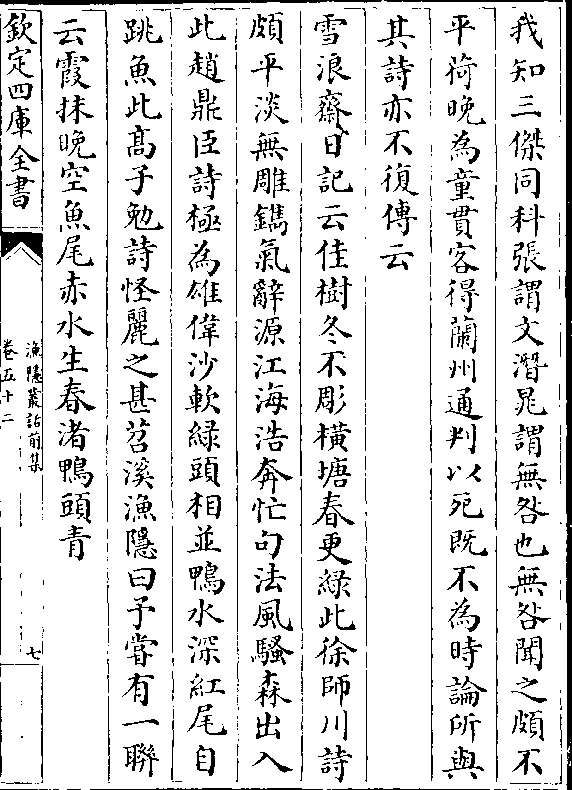 我知三傑同科張謂文潛晁謂無咎也無咎聞之頗不
平荷晚為童貫客得蘭州通判以死既不為時論所與
其詩亦不復傳云
雪浪齋日記云佳樹冬不彫橫塘春更緑此徐師川詩
頗平淡無雕鐫氣辭源江海浩奔忙句法風騷森出入
此趙鼎臣詩極為雄偉沙軟緑頭相並鴨水深紅尾自
跳魚此髙子勉詩怪麗之甚苕溪漁隱曰予嘗有一聯
云霞抹晚空魚尾赤水生春渚鴨頭青
欽定四庫全書
漁隱叢話前集
卷五十二
七